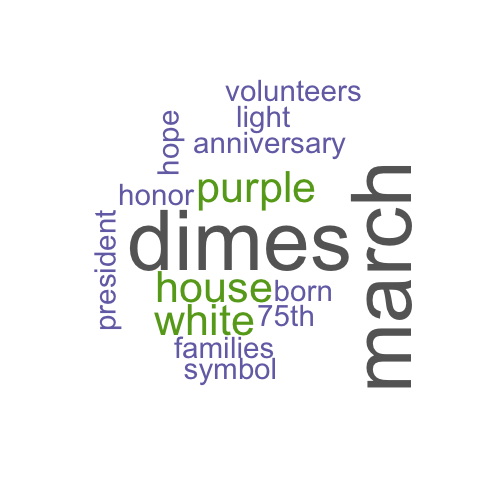 volunteers
light
hope
anniversary
honor
purple
president
dimes
march
house
born
white
75th
families
symbol